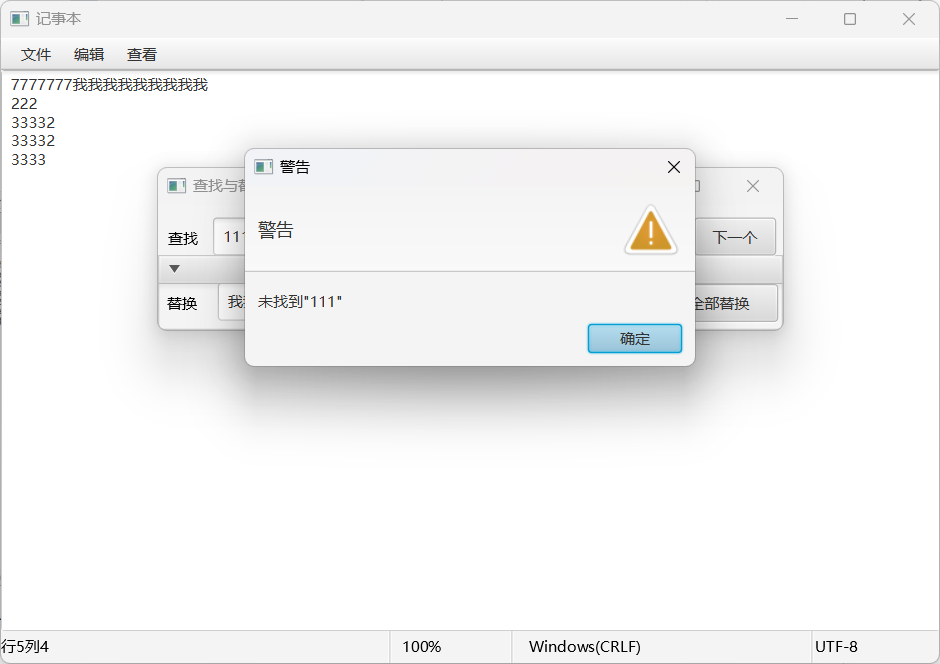 记事本
文件 编辑 查看
7777777我我我我我我我我我
222
33332
33332
3333
警告
查找与
警告
查找 11
下一个
未找到"111"
替换 我
全部替换
确定
行5列4 100% Windows(CRLF) UTF-8